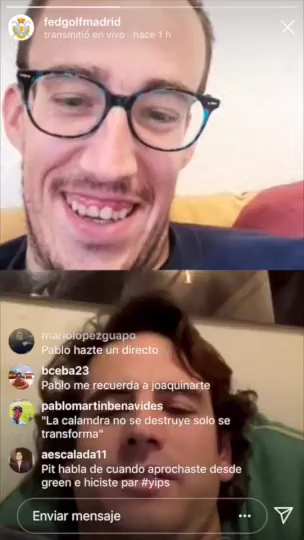 fedgolfmadrid
transmitió en vivo · hace 1 h
mariolopezguapo
Pablo hazte un directo
bceba23
Pablo me recuerda a joaquinarte
pablomartinbenavides
"La calamdra no se destruye solo se
transforma"
aescalada11
Pit habla de cuando aprochaste desde
green e hiciste par #yips
Enviar mensaje